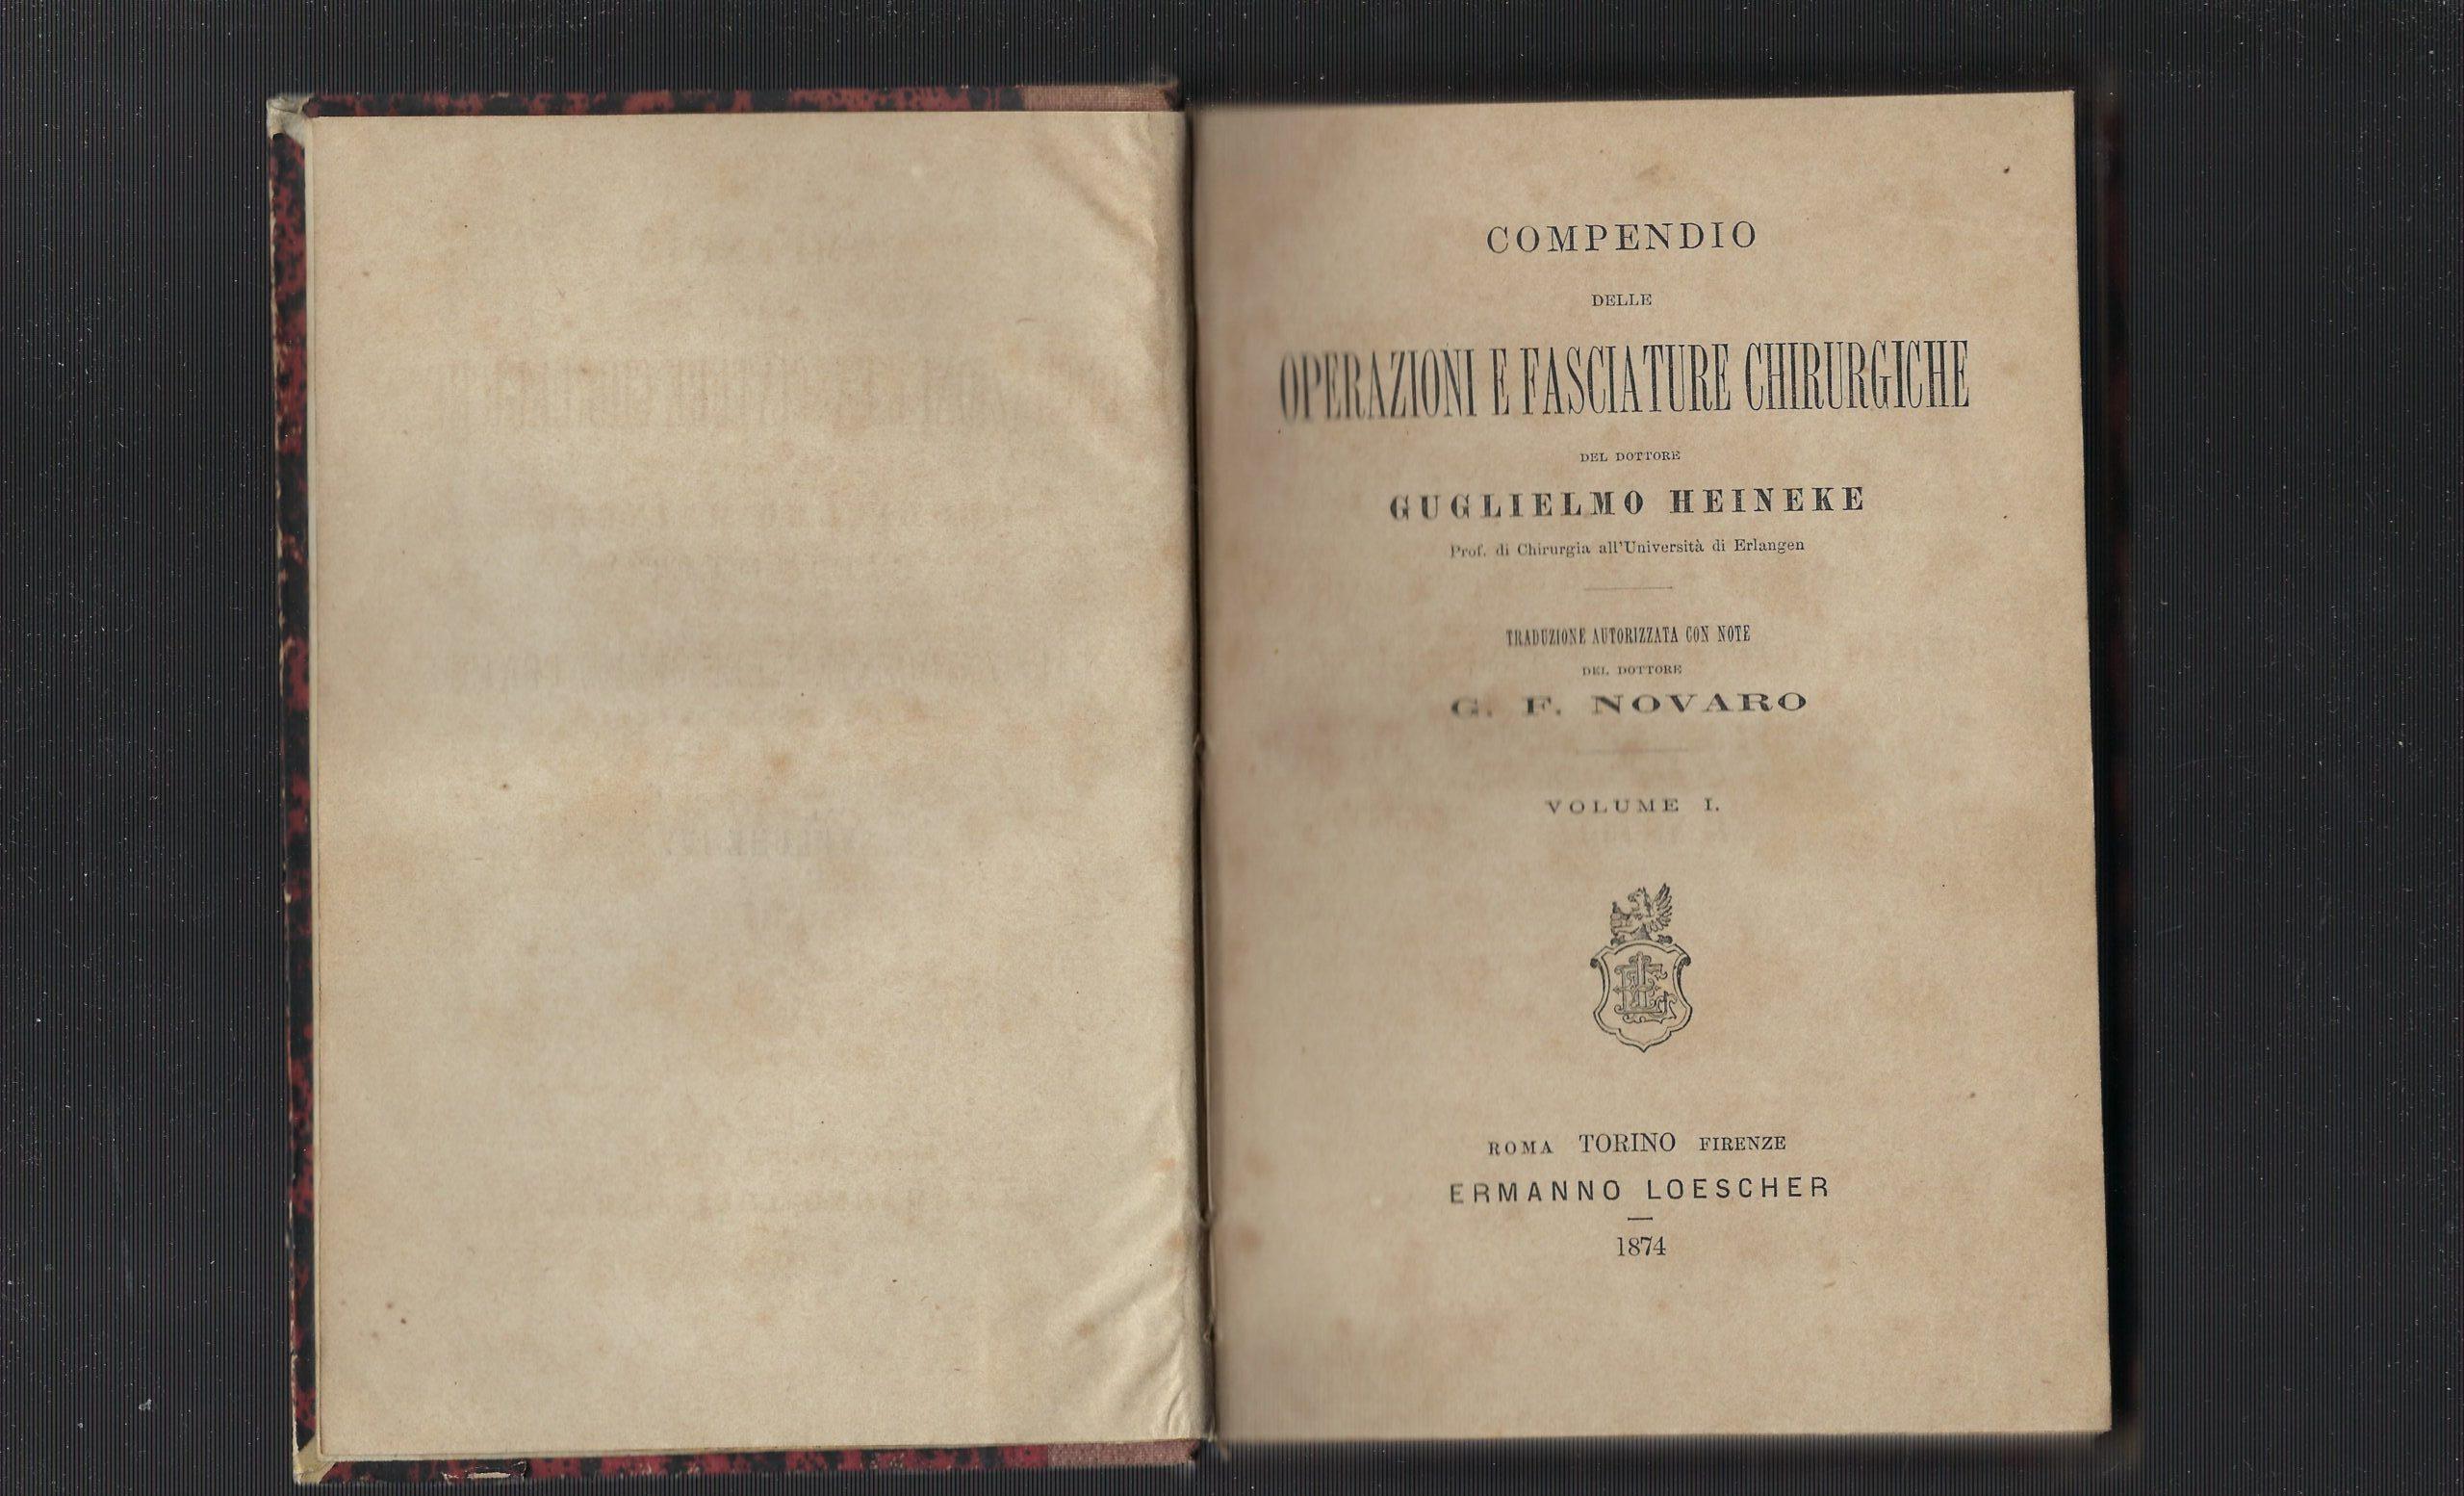 COMPENDIO
DELLE
OPERAZIONI E FASCIATURE CHIRURGICHE
DEL DOTTORE
GUGLIELMO HEINEKE
Prof. di Chirurgia all'Università di Erlangen
TRADUZIONE AUTORIZZATA CON NOTE
DEL DOTTORE
G. F. NOVARO
VOLUME I.
ROMA TORINO FIRENZE
ERMANNO LOESCHER
1874